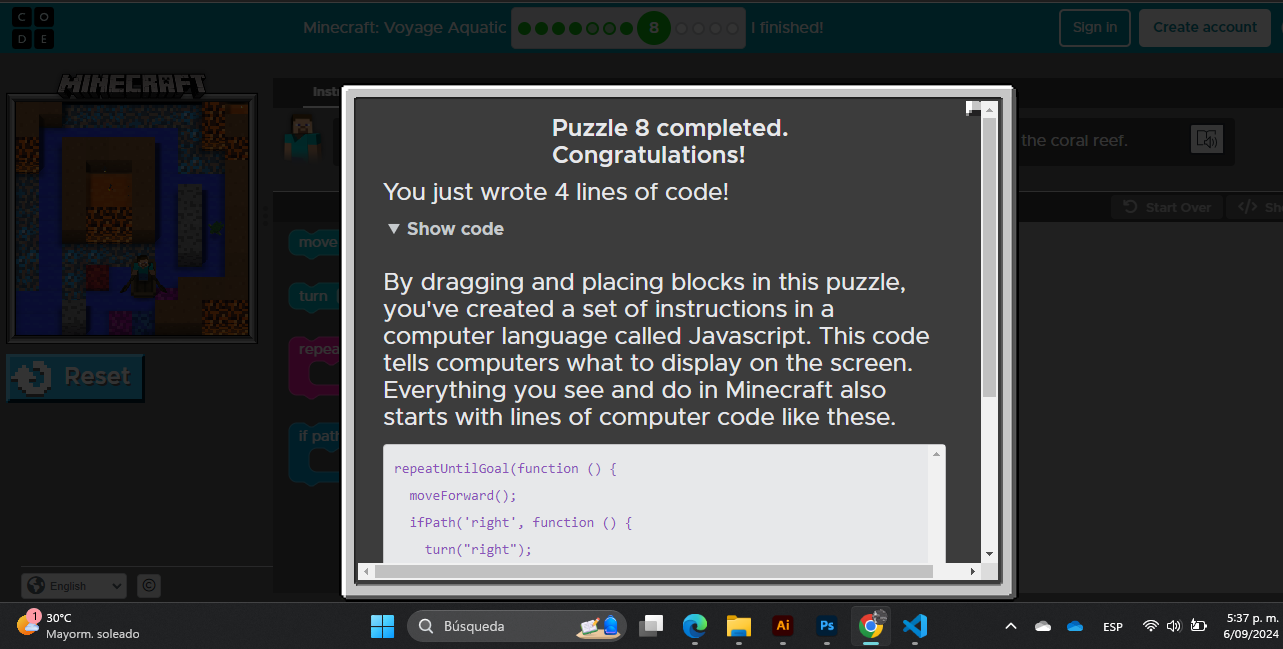 C O
D E
Minecraft: Voyage Aquatic
8
I finished!
Sign in
Create account
MINECRAFT
Inst
the coral reef.
Start Over
</> Sh
move
turn
repea
if path
Reset
Puzzle 8 completed.
Congratulations!
You just wrote 4 lines of code!
▼ Show code
By dragging and placing blocks in this puzzle,
you've created a set of instructions in a
computer language called Javascript. This code
tells computers what to display on the screen.
Everything you see and do in Minecraft also
starts with lines of computer code like these.
repeatUntilGoal(function () {
moveForward();
ifPath('right', function () {
turn("right");
English
©
1
30°C
Mayorm. soleado
Búsqueda
Ai
Ps
ESP
5:37 p. m.
6/09/2024